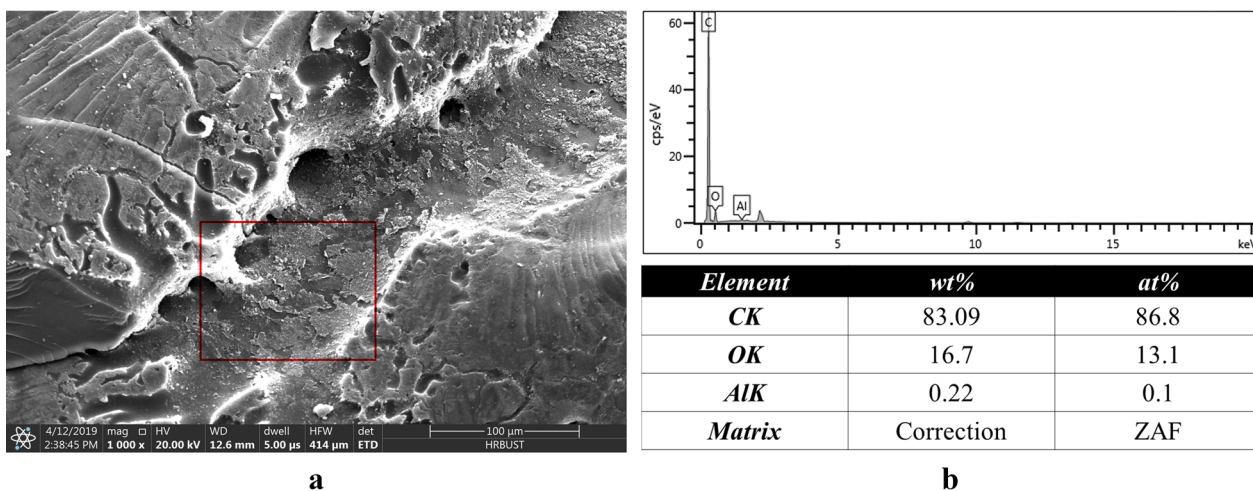 4/12/2019 mag □ HV WD dwell HFW det
2:38:45 PM 1 000 x 20.00 kV 12.6 mm 5.00 µs 414 µm ETD
100 µm
HRBUST
a
60
40
20
0
cps/eV
C
O
Al
0 5 10 15 keV
Element wt% at%
CK 83.09 86.8
OK 16.7 13.1
AlK 0.22 0.1
Matrix Correction ZAF
b